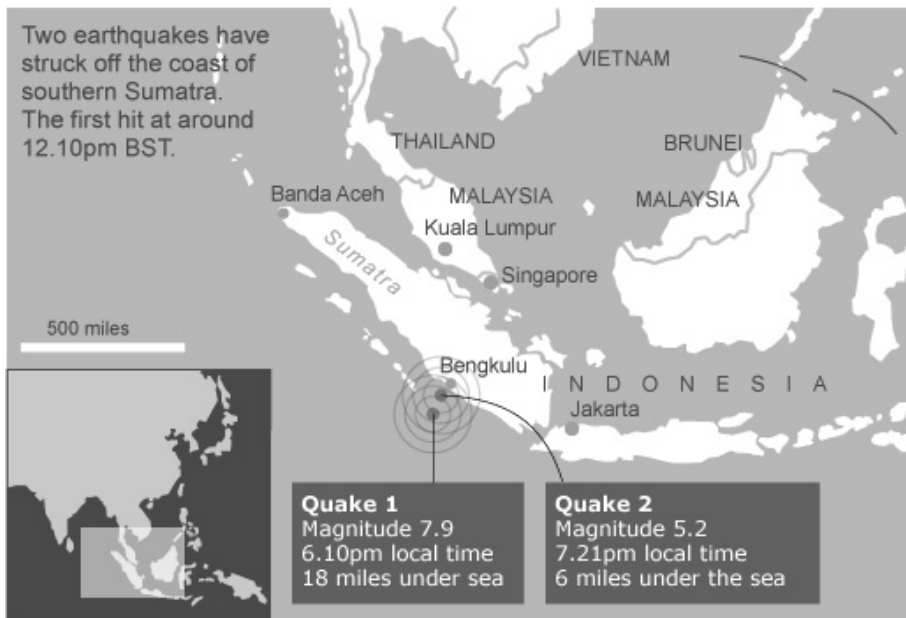 Two earthquakes have
struck off the coast of
southern Sumatra.
The first hit at around
12.10pm BST.
VIETNAM
THAILAND
BRUNEI
Banda Aceh
MALAYSIA
MALAYSIA
Kuala Lumpur
Sumatra
Singapore
500 miles
Bengkulu
INDONESIA
Jakarta
Quake 1
Magnitude 7.9
6.10pm local time
18 miles under sea
Quake 2
Magnitude 5.2
7.21pm local time
6 miles under the sea